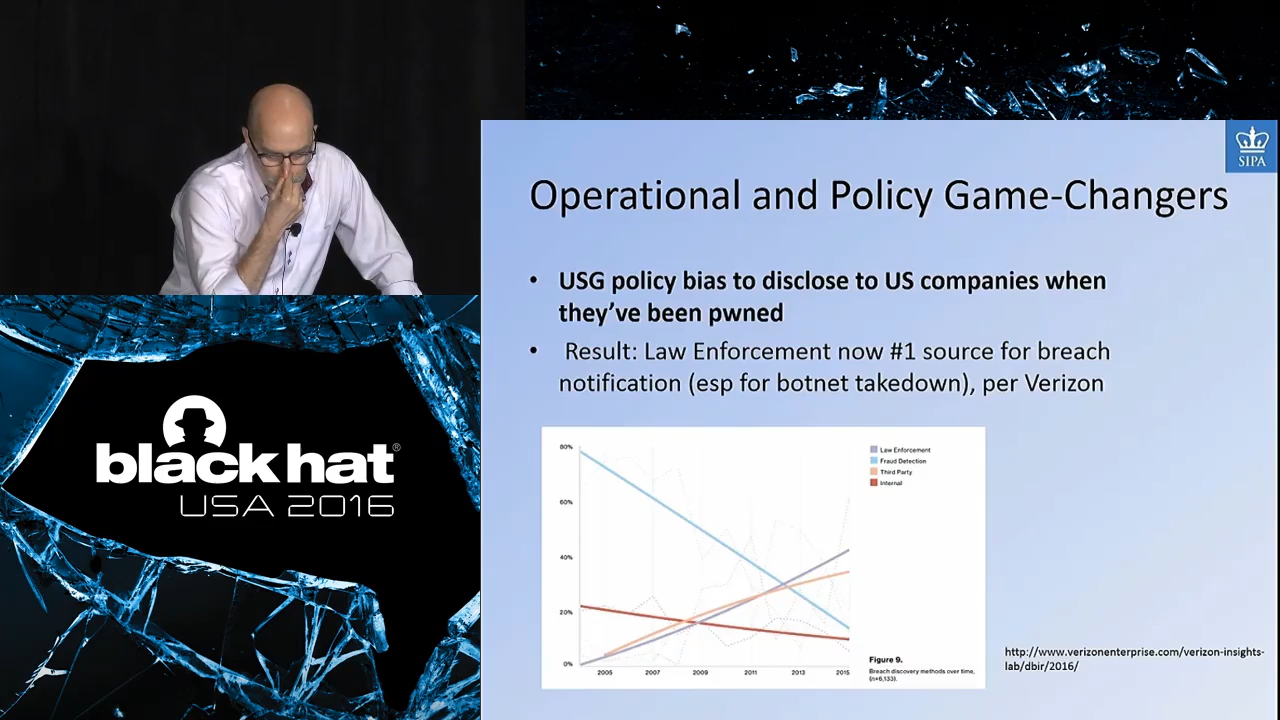 SIPA
Operational and Policy Game-Changers
• USG policy bias to disclose to US companies when
they've been pwned
• Result: Law Enforcement now #1 source for breach
notification (esp for botnet takedown), per Verizon
80%
60%
40%
20%
0%
2005 2007 2009 2011 2013 2015
Law Enforcement
Fraud Detection
Third Party
Internal
Figure 9.
Breach discovery methods over time,
(n=6,133).
http://www.verizonenterprise.com/verizon-insights-
lab/dbir/2016/
black hat®
USA 2016